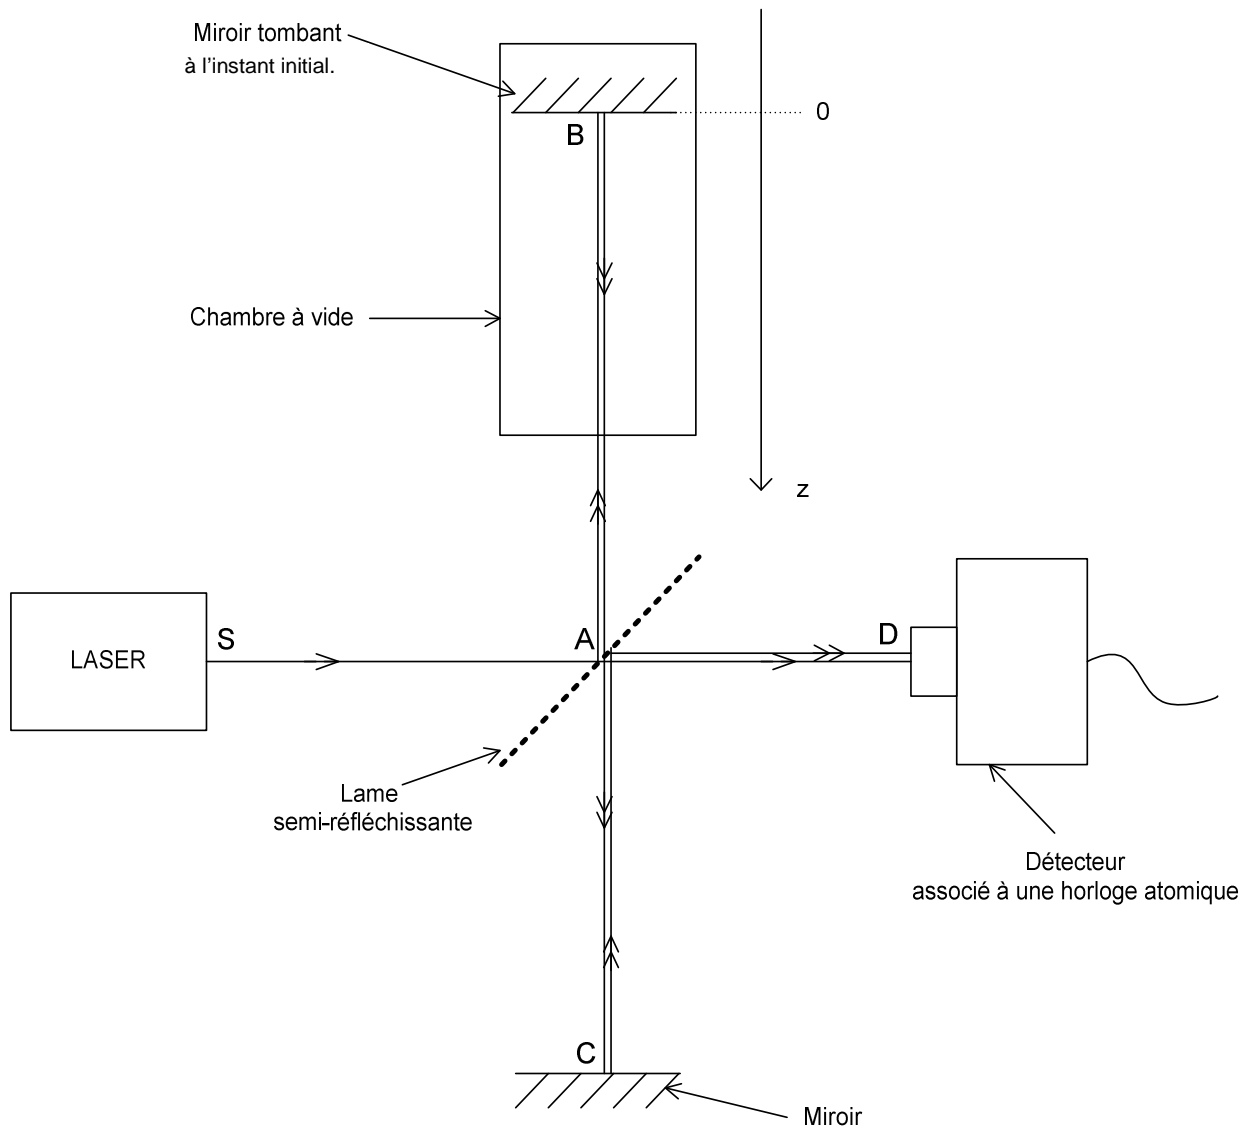 Miroir tombant
à l’instant initial.
0
B
Chambre à vide
z
S
A
D
LASER
Lame
semi-réfléchissante
Détecteur
associé à une horloge atomique
C
Miroir